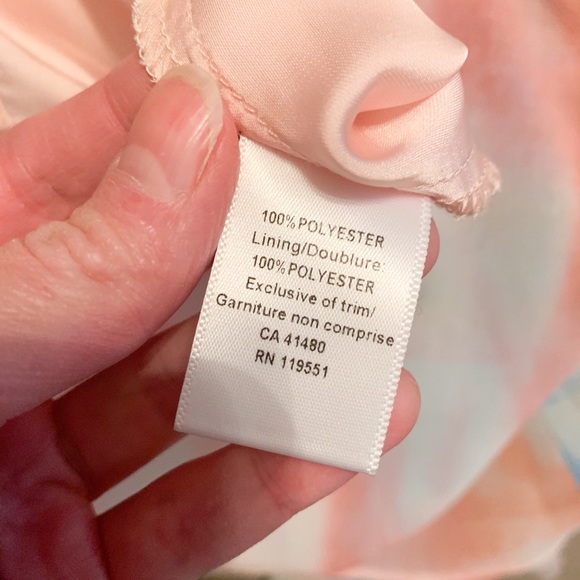 100% POLYESTER
Lining/Doublure:
100% POLYESTER
Exclusive of trim/
Garniture non comprise
CA 41480
RN 119551